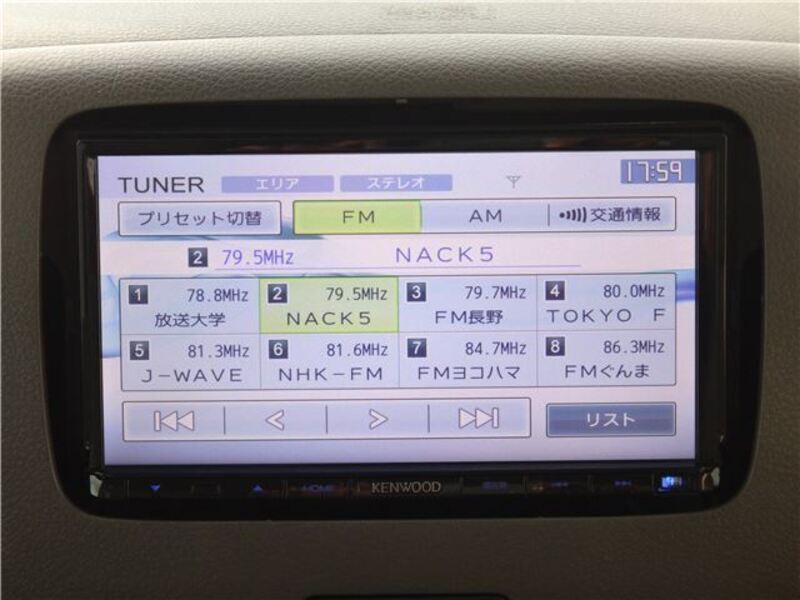 TUNER エリア ステレオ 17:59
プリセット切替 FM AM 交通情報
2 79.5MHz NACK5
1 78.8MHz 2 79.5MHz 3 79.7MHz 4 80.0MHz
放送大学 NACK5 FM長野 TOKYO F
5 81.3MHz 6 81.6MHz 7 84.7MHz 8 86.3MHz
J-WAVE NHK-FM FMヨコハマ FMぐんま
リスト
HOME KENWOOD